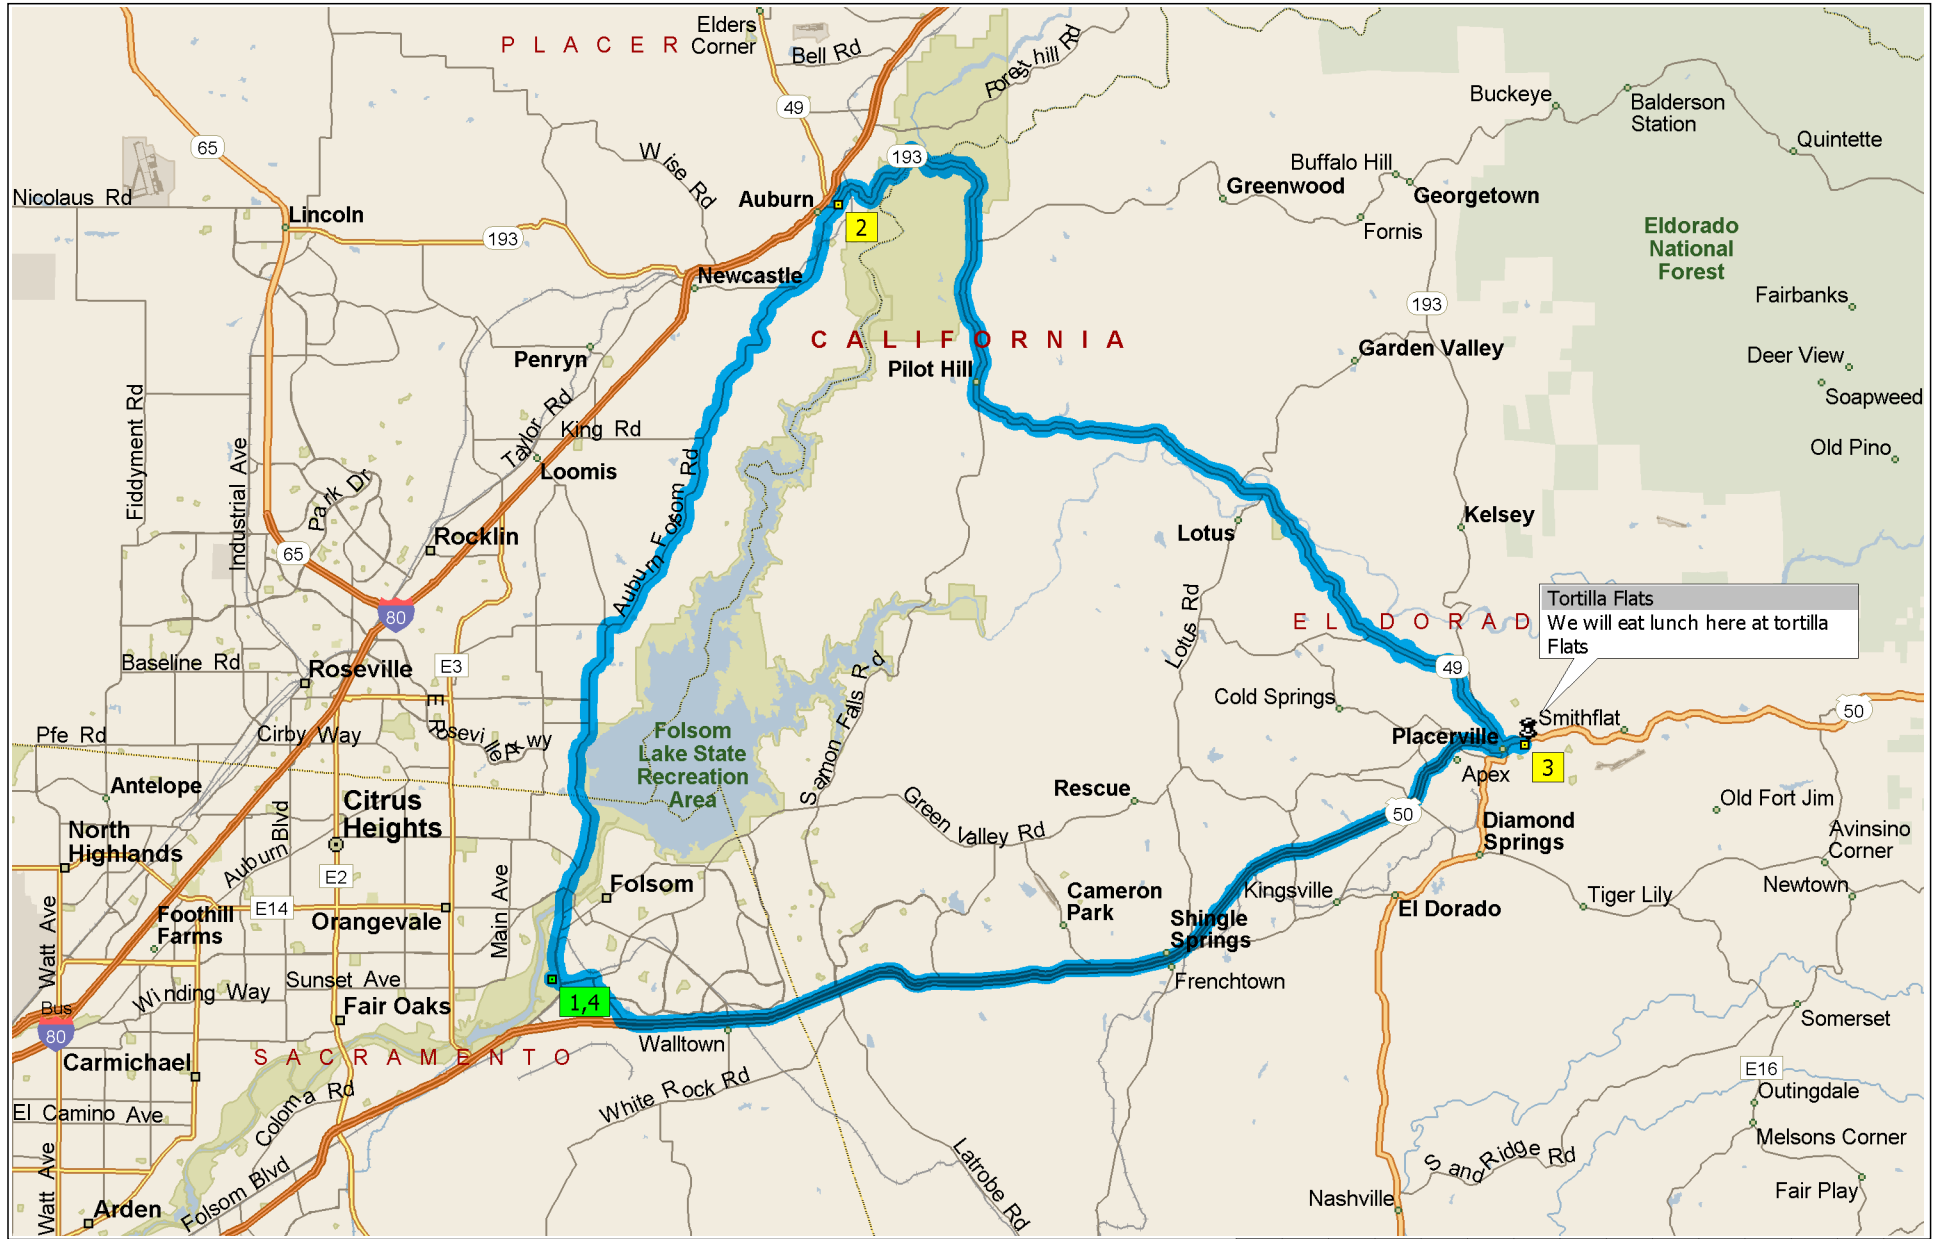 Elders
Corner
P L A C E R
Bell Rd
Forest hill Rd
49
Buckeye
Balderson
Station
Quintette
65
Wise Rd
193
Buffalo Hill
Greenwood
Georgetown
Nicolaus Rd
Lincoln
Auburn
2
Fornis
Eldorado
National
Forest
193
Newcastle
193
Fairbanks
C A L I F O R N I A
Penryn
Pilot Hill
Garden Valley
Deer View
Soapweed
Fiddyment Rd
Industrial Ave
Taylor Rd
King Rd
Loomis
Park Dr
Old Pino
Auburn Folsom Rd
Rocklin
65
Lotus
Kelsey
80
Lotus Rd
Tortilla Flats
We will eat lunch here at tortilla
Flats
E L D O R A D
Baseline Rd
Roseville
E3
49
Salmon Falls Rd
Cold Springs
Smithflat
50
Pfe Rd
Cirby Way
E Roseville Pkwy
Folsom
Lake State
Recreation
Area
Placerville
3
Apex
Antelope
Citrus
Heights
Rescue
Green Valley Rd
50
Old Fort Jim
North
Highlands
Auburn Blvd
Diamond
Springs
Avinsino
Corner
E2
Folsom
Main Ave
Cameron
Park
Kingsville
Tiger Lily
Newtown
Watt Ave
E14
Foothill
Farms
Orangevale
El Dorado
Shingle
Springs
Sunset Ave
Winding Way
Fair Oaks
1,4
Frenchtown
Bus
80
Walltown
Somerset
Carmichael
S A C R A M E N T O
White Rock Rd
E16
El Camino Ave
Coloma Rd
Outingdale
Melsons Corner
Watt Ave
Folsom Blvd
Latrobe Rd
Sand Ridge Rd
Fair Play
Arden
Nashville